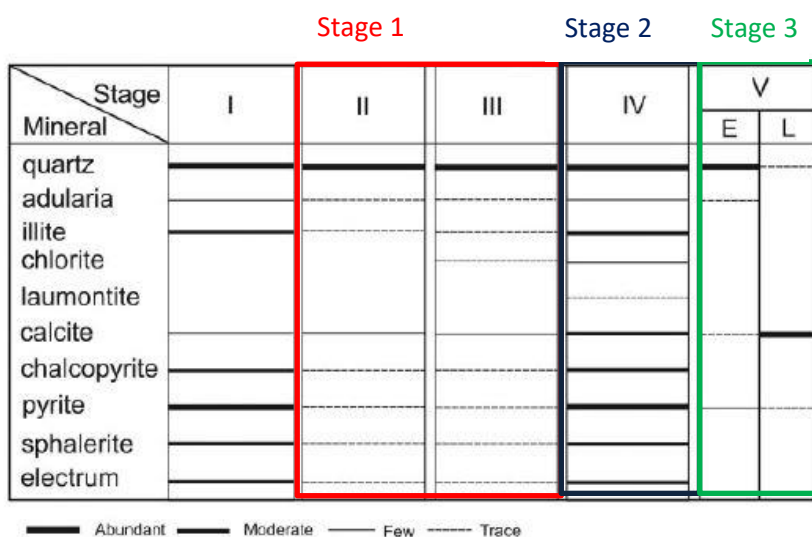 Stage 1 Stage 2 Stage 3
Stage
Mineral
I II III IV V
E L
quartz
adularia
illite
chlorite
laumontite
calcite
chalcopyrite
pyrite
sphalerite
electrum
Abundant Moderate Few Trace